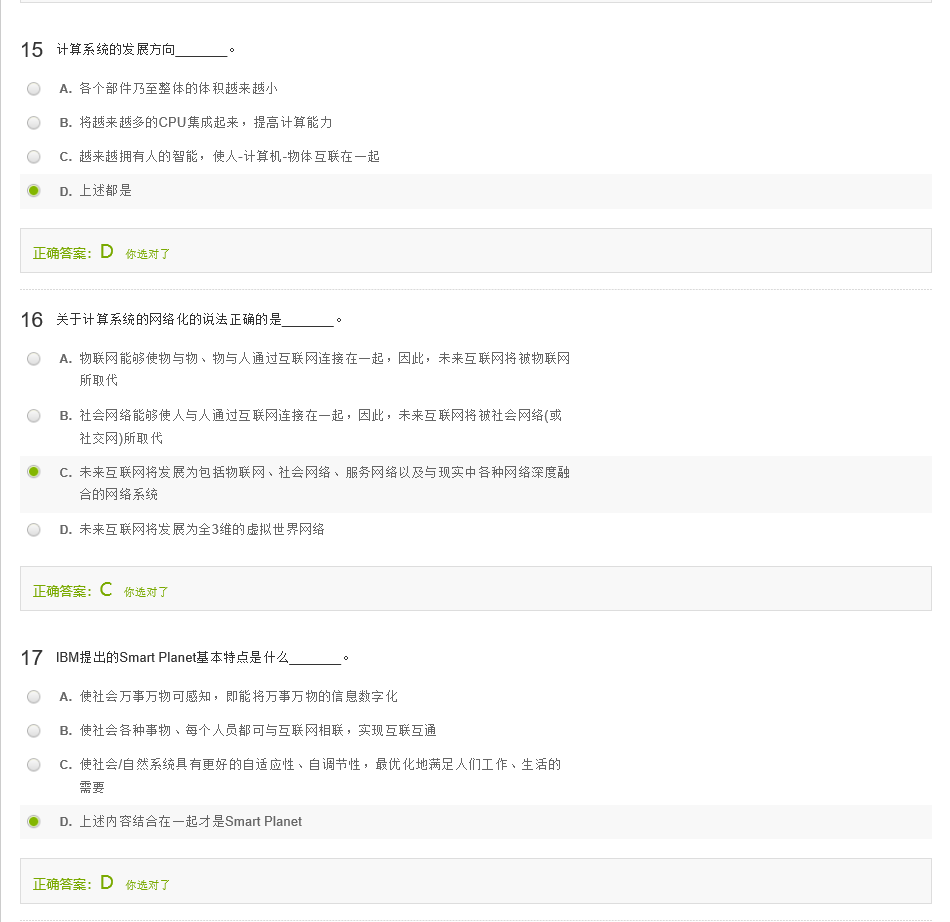 15 计算系统的发展方向_______。
A. 各个部件乃至整体的体积越来越小
B. 将越来越多的CPU集成起来，提高计算能力
C. 越来越拥有人的智能，使人-计算机-物体互联在一起
D. 上述都是
正确答案：D 你选对了
16 关于计算系统的网络化的说法正确的是_______。
A. 物联网能够使物与物、物与人通过互联网连接在一起，因此，未来互联网将被物联网
所取代
B. 社会网络能够使人与人通过互联网连接在一起，因此，未来互联网将被社会网络(或
社交网)所取代
C. 未来互联网将发展为包括物联网、社会网络、服务网络以及与现实中各种网络深度融
合的网络系统
D. 未来互联网将发展为全3维的虚拟世界网络
正确答案：C 你选对了
17 IBM提出的Smart Planet基本特点是什么_______。
A. 使社会万事万物可感知，即能将万事万物的信息数字化
B. 使社会各种事物、每个人员都可与互联网相联，实现互联互通
C. 使社会/自然系统具有更好的自适应性、自调节性，最优化地满足人们工作、生活的
需要
D. 上述内容结合在一起才是Smart Planet
正确答案：D 你选对了